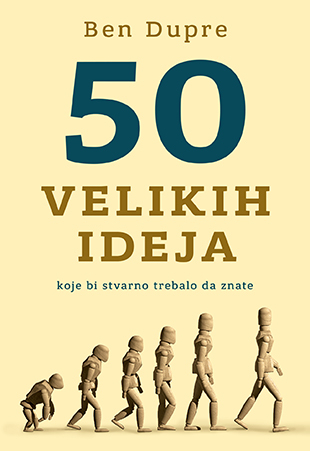 Ben Dupre
50
VELIKIH
IDEJA
koje bi stvarno trebalo da znate